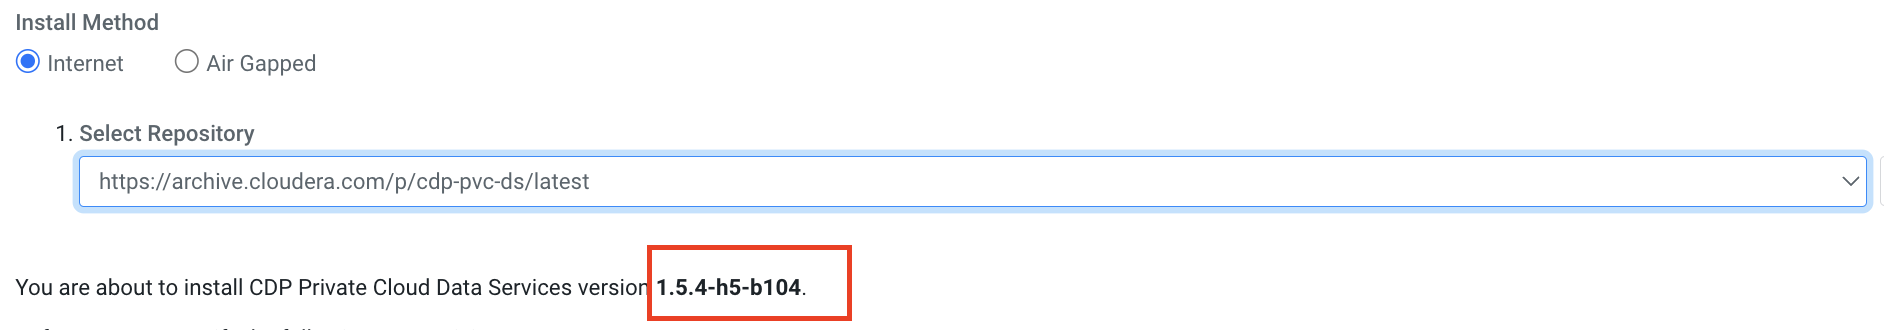 Install Method
Internet Air Gapped
1. Select Repository
https://archive.cloudera.com/p/cdp-pvc-ds/latest
You are about to install CDP Private Cloud Data Services version 1.5.4-h5-b104.